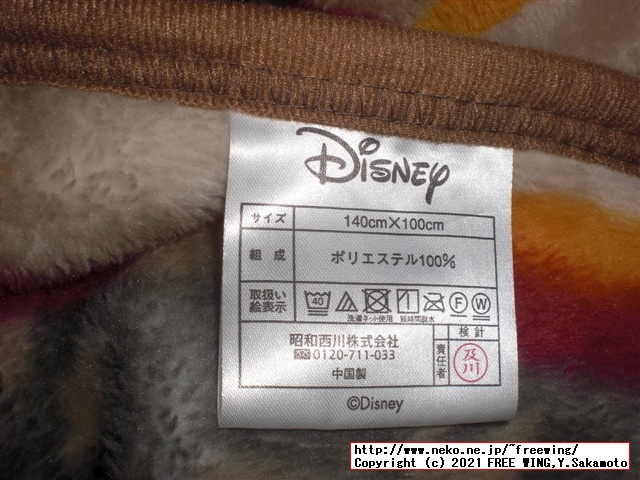 Disney
サイズ 140cm×100cm
組成 ポリエステル100%
取扱い
絵表示
40 F W
洗濯ネット使用 短時間脱水
昭和西川株式会社
0120-711-033
中国製
検針
責任者
及川
©Disney
http://www.neko.ne.jp/~freewing/
Copyright (c) 2021 FREE WING,Y.Sakamoto